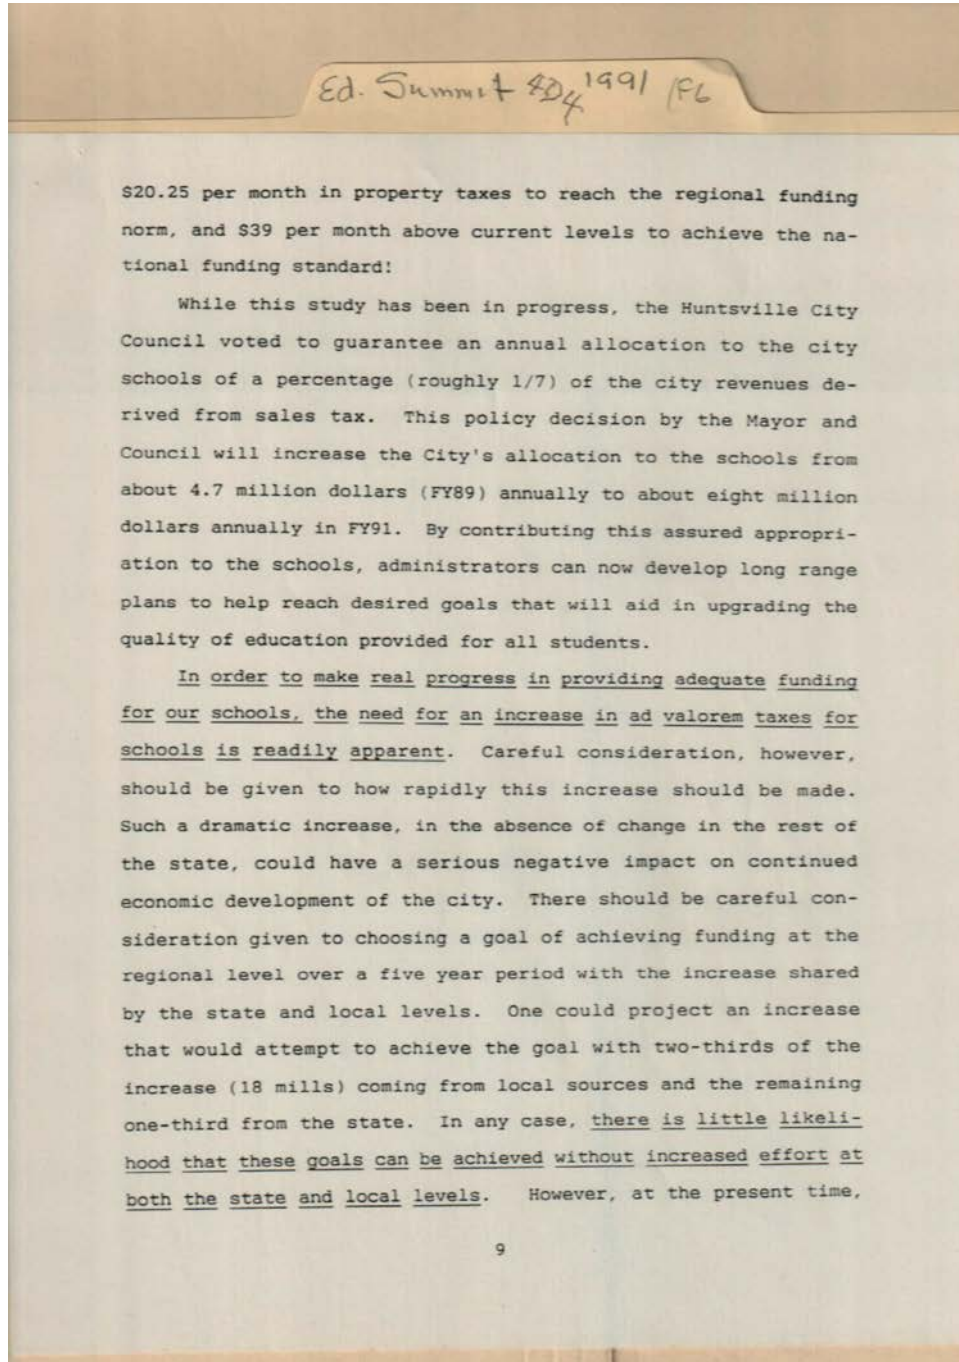 Ed. Summit 4D4 1991 1F6
$20.25 per month in property taxes to reach the regional funding
norm, and $39 per month above current levels to achieve the na-
tional funding standard!
While this study has been in progress, the Huntsville City
Council voted to guarantee an annual allocation to the city
schools of a percentage (roughly 1/7) of the city revenues de-
rived from sales tax. This policy decision by the Mayor and
Council will increase the City's allocation to the schools from
about 4.7 million dollars (FY89) annually to about eight million
dollars annually in FY91. By contributing this assured appropri-
ation to the schools, administrators can now develop long range
plans to help reach desired goals that will aid in upgrading the
quality of education provided for all students.
In order to make real progress in providing adequate funding
for our schools, the need for an increase in ad valorem taxes for
schools is readily apparent. Careful consideration, however,
should be given to how rapidly this increase should be made.
Such a dramatic increase, in the absence of change in the rest of
the state, could have a serious negative impact on continued
economic development of the city. There should be careful con-
sideration given to choosing a goal of achieving funding at the
regional level over a five year period with the increase shared
by the state and local levels. One could project an increase
that would attempt to achieve the goal with two-thirds of the
increase (18 mills) coming from local sources and the remaining
one-third from the state. In any case, there is little likeli-
hood that these goals can be achieved without increased effort at
both the state and local levels. However, at the present time,
9